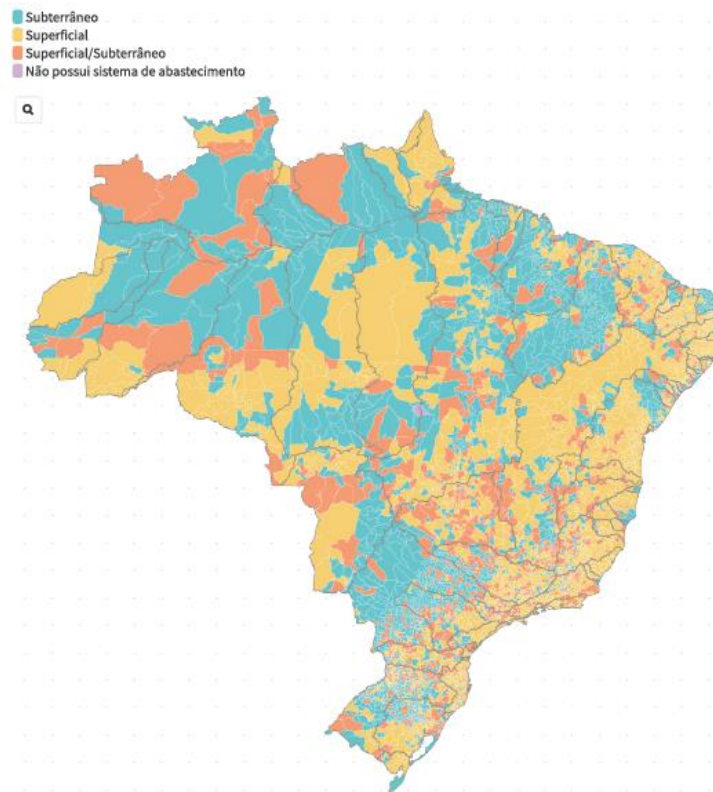 Subterrâneo
Superficial
Superficial/Subterrâneo
Não possui sistema de abastecimento